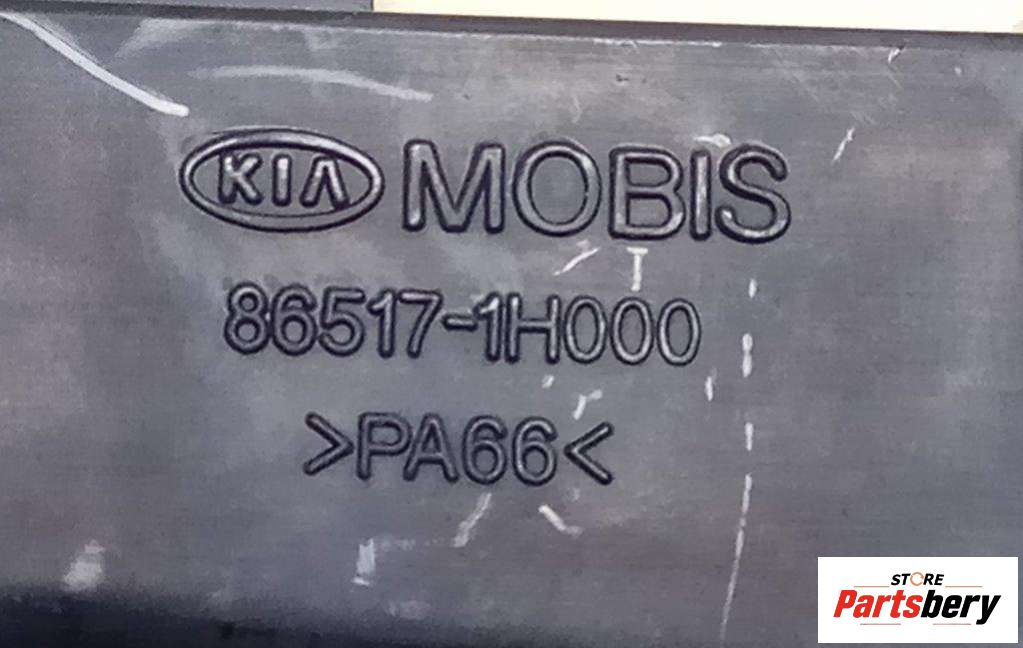 KIA MOBIS
86517-1H000
>PA66<
STORE
Partsbery